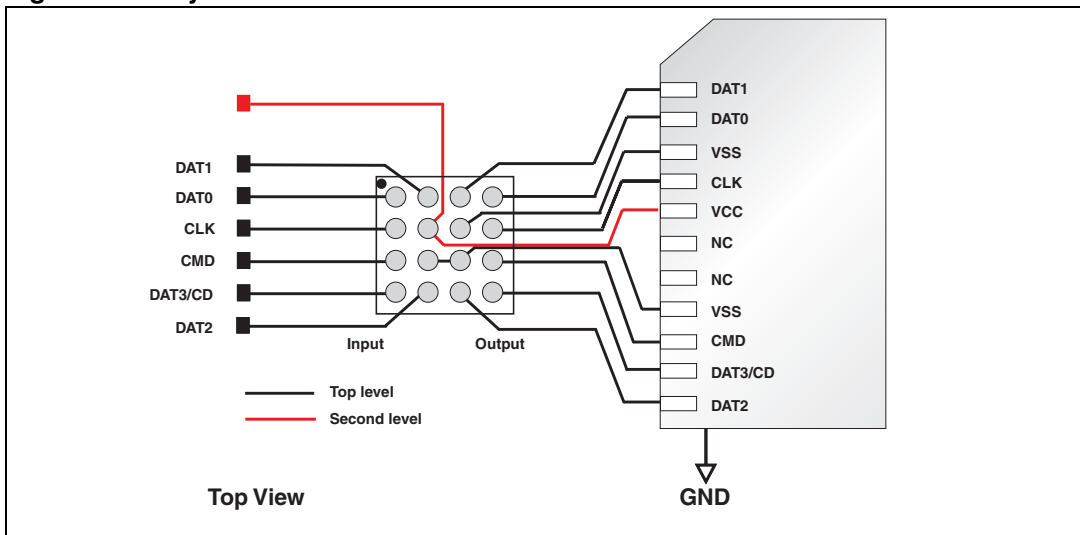 DAT1
DAT0
CLK
CMD
DAT3/CD
DAT2
Input
Output
DAT1
DAT0
VSS
CLK
VCC
NC
NC
VSS
CMD
DAT3/CD
DAT2
Top level
Second level
Top View
GND